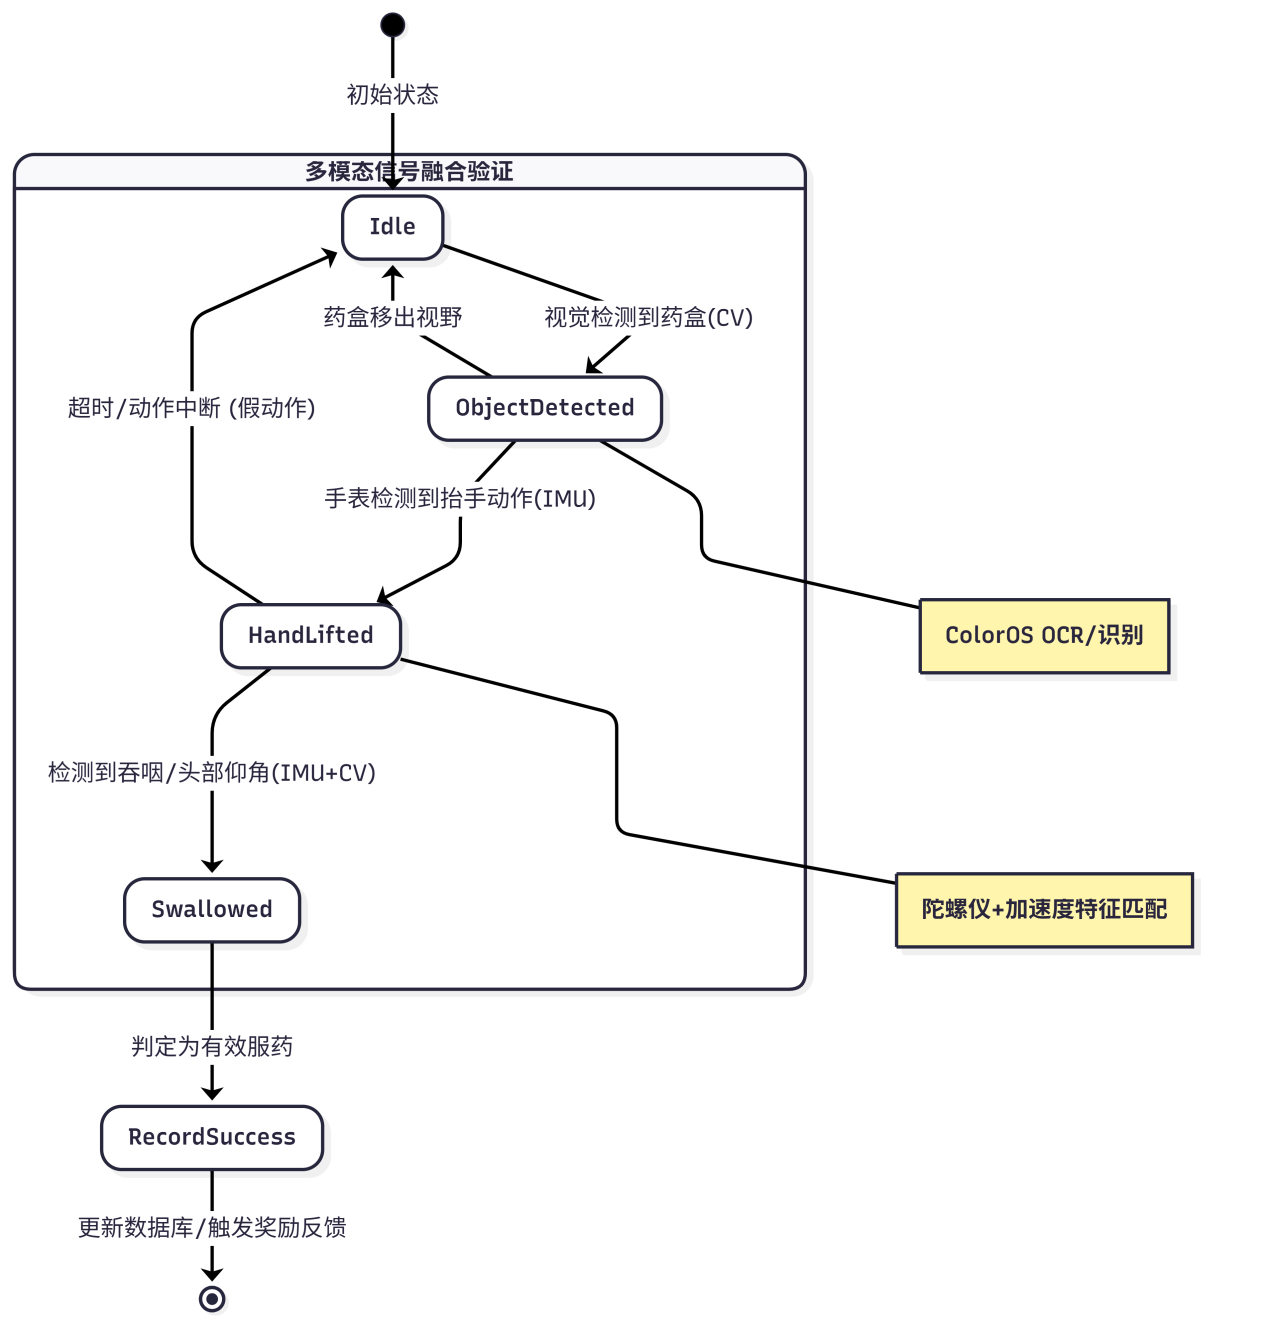 初始状态
多模态信号融合验证
Idle
药盒移出视野
视觉检测到药盒(CV)
超时/动作中断 (假动作)
ObjectDetected
手表检测到抬手动作(IMU)
HandLifted
ColorOS OCR/识别
检测到吞咽/头部仰角(IMU+CV)
Swallowed
陀螺仪+加速度特征匹配
判定为有效服药
RecordSuccess
更新数据库/触发奖励反馈